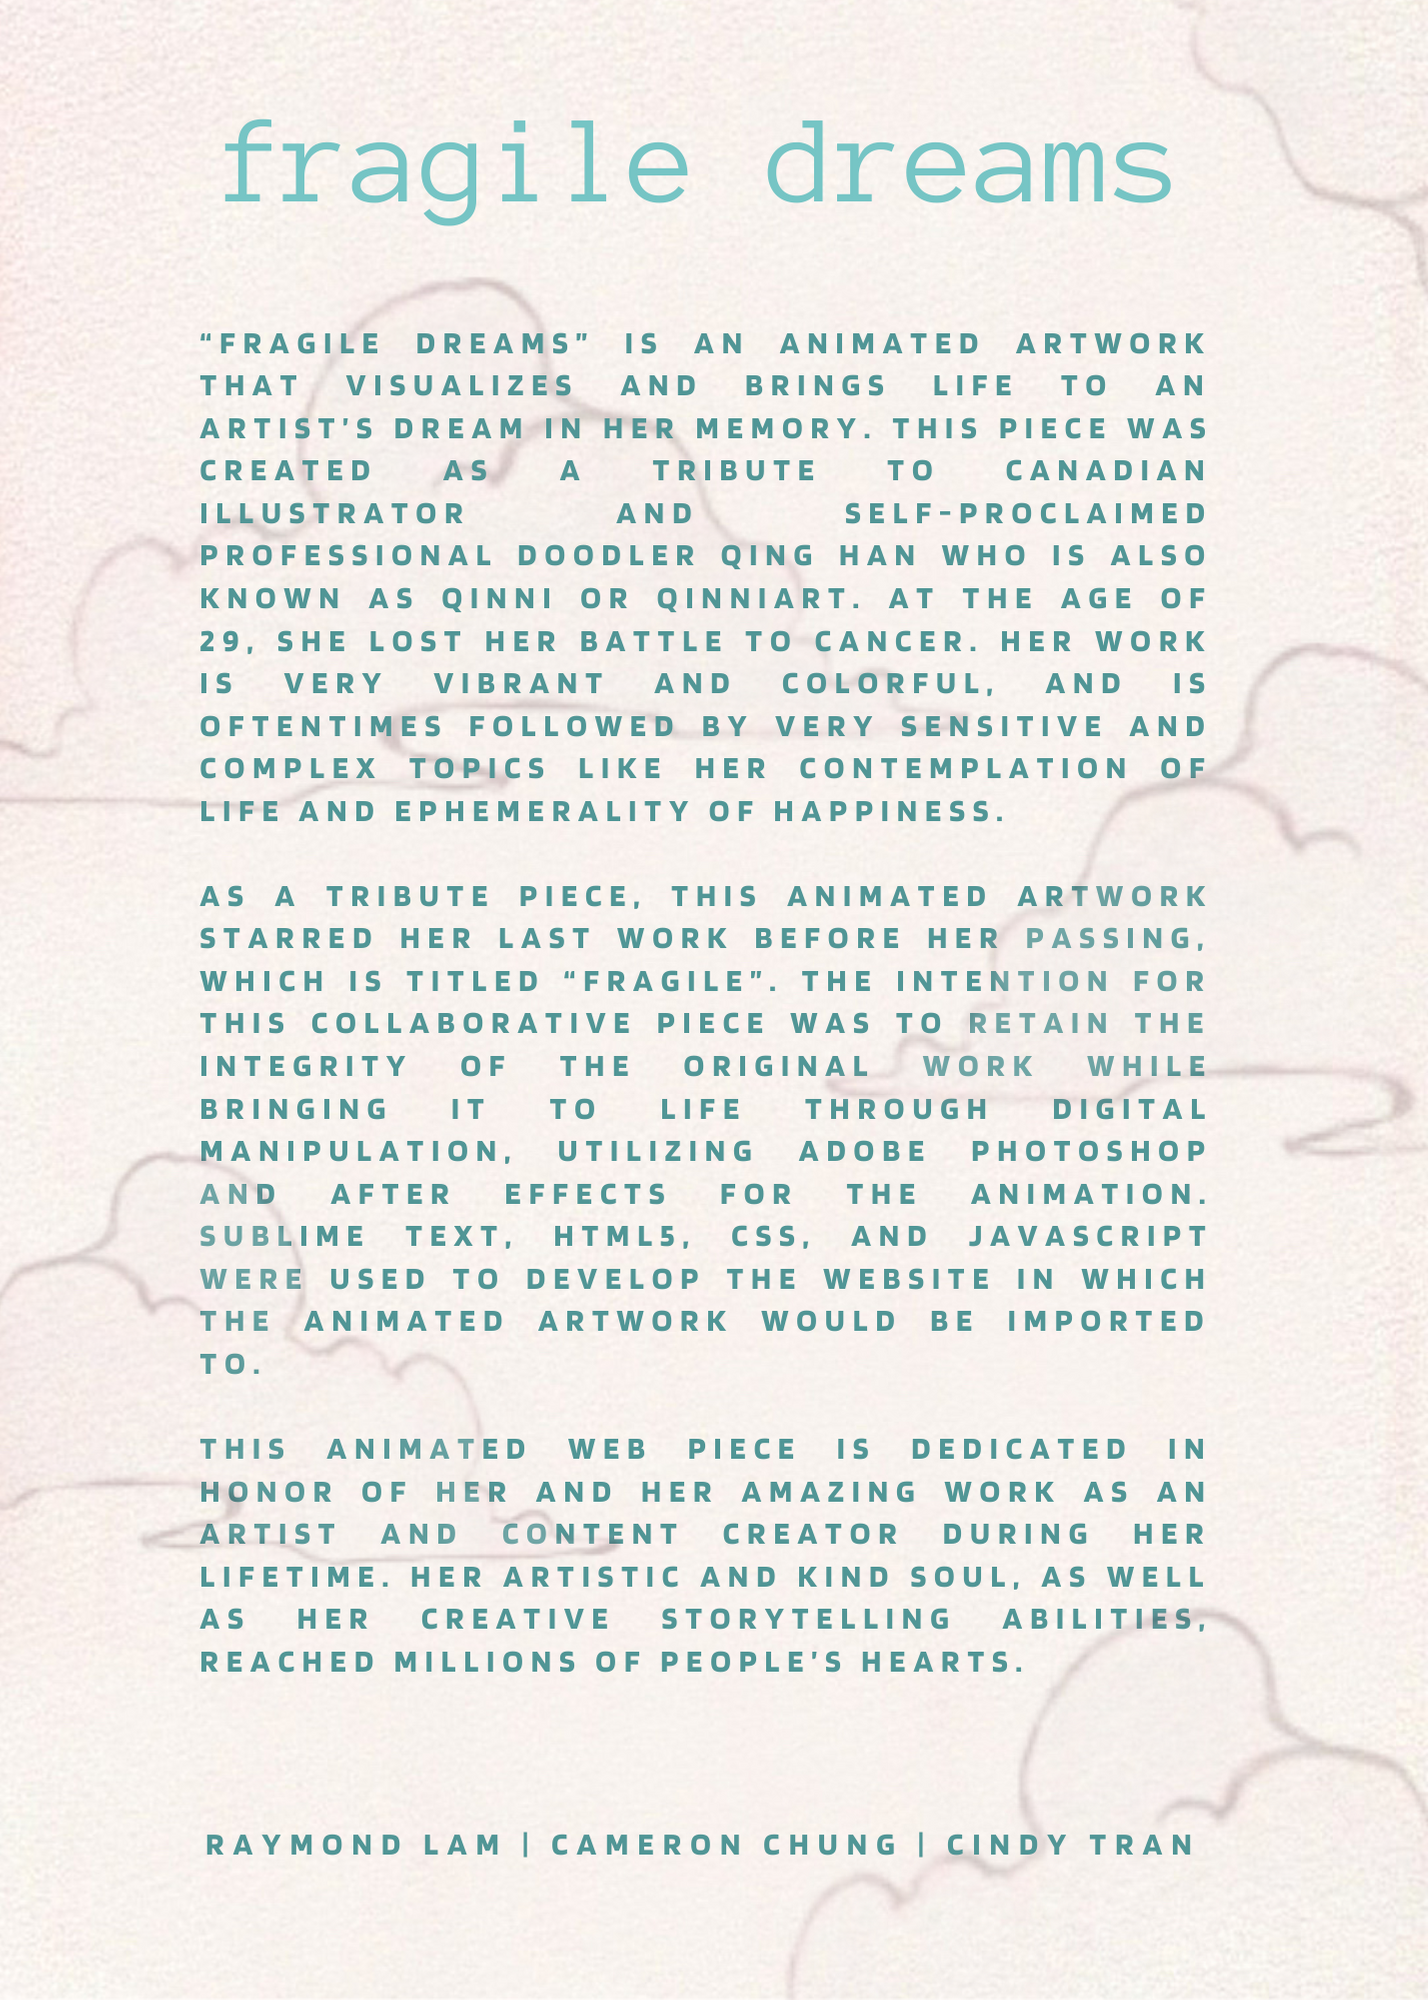 fragile dreams
“FRAGILE DREAMS” IS AN ANIMATED ARTWORK
THAT VISUALIZES AND BRINGS LIFE TO AN
ARTIST’S DREAM IN HER MEMORY. THIS PIECE WAS
CREATED AS A TRIBUTE TO CANADIAN
ILLUSTRATOR AND SELF-PROCLAIMED
PROFESSIONAL DOODLER QING HAN WHO IS ALSO
KNOWN AS QINNI OR QINNIART. AT THE AGE OF
29, SHE LOST HER BATTLE TO CANCER. HER WORK
IS VERY VIBRANT AND COLORFUL, AND IS
OFTENTIMES FOLLOWED BY VERY SENSITIVE AND
COMPLEX TOPICS LIKE HER CONTEMPLATION OF
LIFE AND EPHEMERALITY OF HAPPINESS.
AS A TRIBUTE PIECE, THIS ANIMATED ARTWORK
STARRED HER LAST WORK BEFORE HER PASSING,
WHICH IS TITLED “FRAGILE”. THE INTENTION FOR
THIS COLLABORATIVE PIECE WAS TO RETAIN THE
INTEGRITY OF THE ORIGINAL WORK WHILE
BRINGING IT TO LIFE THROUGH DIGITAL
MANIPULATION, UTILIZING ADOBE PHOTOSHOP
AND AFTER EFFECTS FOR THE ANIMATION.
SUBLIME TEXT, HTML5, CSS, AND JAVASCRIPT
WERE USED TO DEVELOP THE WEBSITE IN WHICH
THE ANIMATED ARTWORK WOULD BE IMPORTED
TO.
THIS ANIMATED WEB PIECE IS DEDICATED IN
HONOR OF HER AND HER AMAZING WORK AS AN
ARTIST AND CONTENT CREATOR DURING HER
LIFETIME. HER ARTISTIC AND KIND SOUL, AS WELL
AS HER CREATIVE STORYTELLING ABILITIES,
REACHED MILLIONS OF PEOPLE’S HEARTS.
RAYMOND LAM | CAMERON CHUNG | CINDY TRAN